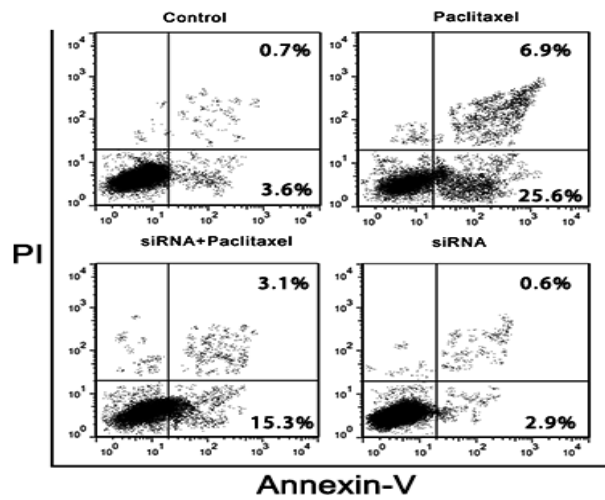 Control
Paclitaxel
0.7%
6.9%
3.6%
25.6%
10⁴
10³
10²
10¹
10⁰
10⁰ 10¹ 10² 10³ 10⁴
10⁴
10³
10²
10¹
10⁰
10⁰ 10¹ 10² 10³ 10⁴
PI
siRNA+Paclitaxel
siRNA
3.1%
0.6%
15.3%
2.9%
10⁴
10³
10²
10¹
10⁰
10⁰ 10¹ 10² 10³ 10⁴
10⁴
10³
10²
10¹
10⁰
10⁰ 10¹ 10² 10³ 10⁴
Annexin-V